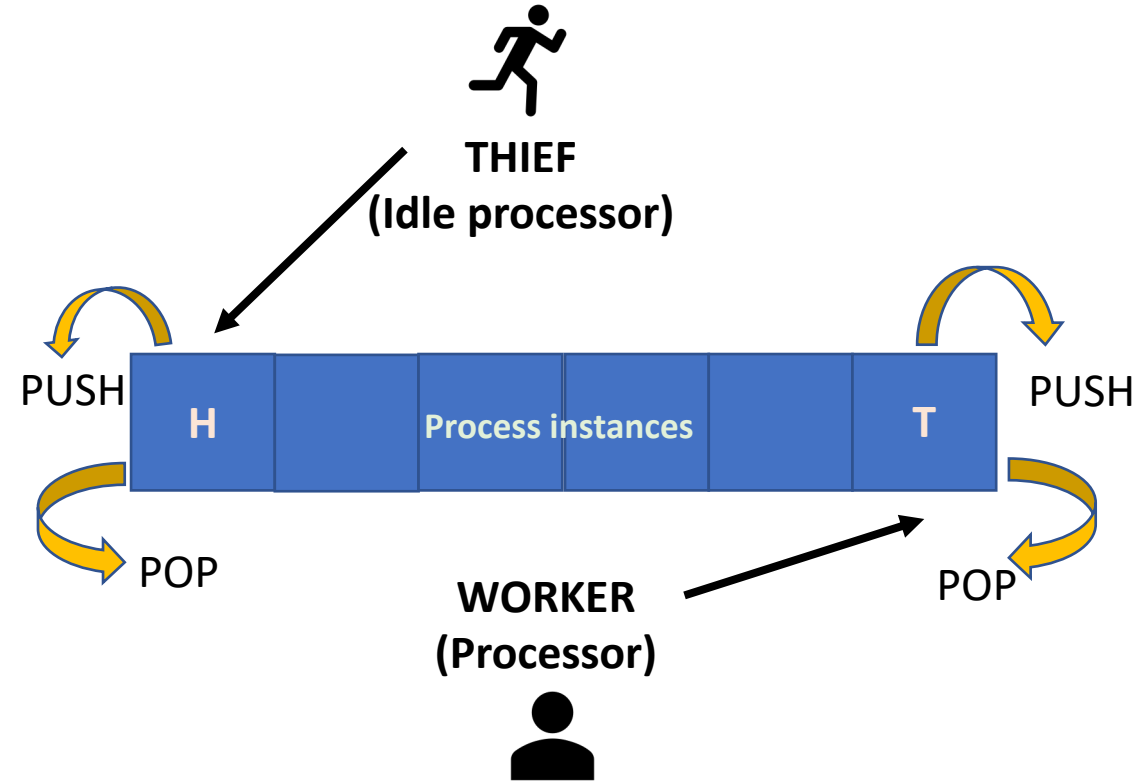 THIEF
(Idle processor)
PUSH
PUSH
H
Process instances
T
POP
POP
WORKER
(Processor)